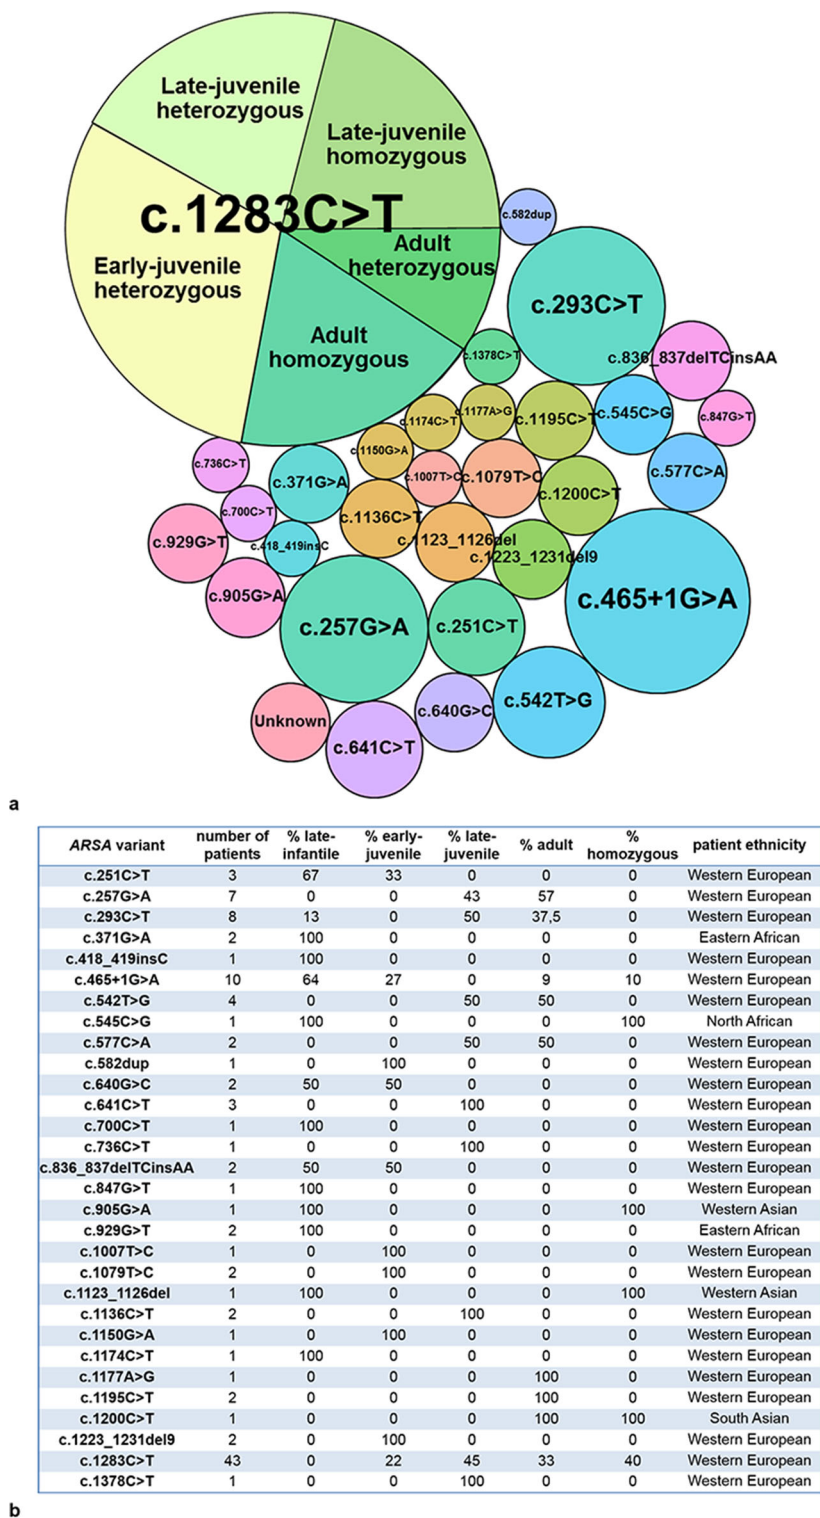 Late-juvenile
heterozygous
Late-juvenile
homozygous
c.1283C>T
c.582dup
Adult
heterozygous
Early-juvenile
heterozygous
c.293C>T
Adult
homozygous
c.1378C>T
c.836_837delTCinsAA
c.1177A>G
c.545C>G
c.847G>T
c.1174C>T
c.1195C>T
c.1150G>A
c.736C>T
c.1007T>C
c.1079T>C
c.577C>A
c.371G>A
c.1200C>T
c.700C>T
c.1136C>T
c.929G>T
c.418_419insC
c.1123_1126del
c.1223_1231del9
c.905G>A
c.465+1G>A
c.257G>A
c.251C>T
c.542T>G
c.640G>C
Unknown
c.641C>T
a
ARSA variant number of patients % late-infantile % early-juvenile % late-juvenile % adult % homozygous patient ethnicity
c.251C>T 3 67 33 0 0 0 Western European
c.257G>A 7 0 0 43 57 0 Western European
c.293C>T 8 13 0 50 37,5 0 Western European
c.371G>A 2 100 0 0 0 0 Eastern African
c.418_419insC 1 100 0 0 0 0 Western European
c.465+1G>A 10 64 27 0 9 10 Western European
c.542T>G 4 0 0 50 50 0 Western European
c.545C>G 1 100 0 0 0 100 North African
c.577C>A 2 0 0 50 50 0 Western European
c.582dup 1 0 100 0 0 0 Western European
c.640G>C 2 50 50 0 0 0 Western European
c.641C>T 3 0 0 100 0 0 Western European
c.700C>T 1 100 0 0 0 0 Western European
c.736C>T 1 0 0 100 0 0 Western European
c.836_837delTCinsAA 2 50 50 0 0 0 Western European
c.847G>T 1 100 0 0 0 0 Western European
c.905G>A 1 100 0 0 0 100 Western Asian
c.929G>T 2 100 0 0 0 0 Eastern African
c.1007T>C 1 0 100 0 0 0 Western European
c.1079T>C 2 0 100 0 0 0 Western European
c.1123_1126del 1 100 0 0 0 100 Western Asian
c.1136C>T 2 0 0 100 0 0 Western European
c.1150G>A 1 0 100 0 0 0 Western European
c.1174C>T 1 100 0 0 0 0 Western European
c.1177A>G 1 0 0 0 100 0 Western European
c.1195C>T 2 0 0 0 100 0 Western European
c.1200C>T 1 0 0 0 100 100 South Asian
c.1223_1231del9 2 0 100 0 0 0 Western European
c.1283C>T 43 0 22 45 33 40 Western European
c.1378C>T 1 0 0 100 0 0 Western European
b